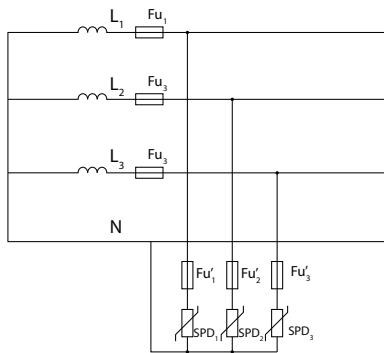 L1 Fu1
L2 Fu3
L3 Fu3
N
Fu'1 Fu'2 Fu'3
SPD1 SPD2 SPD3